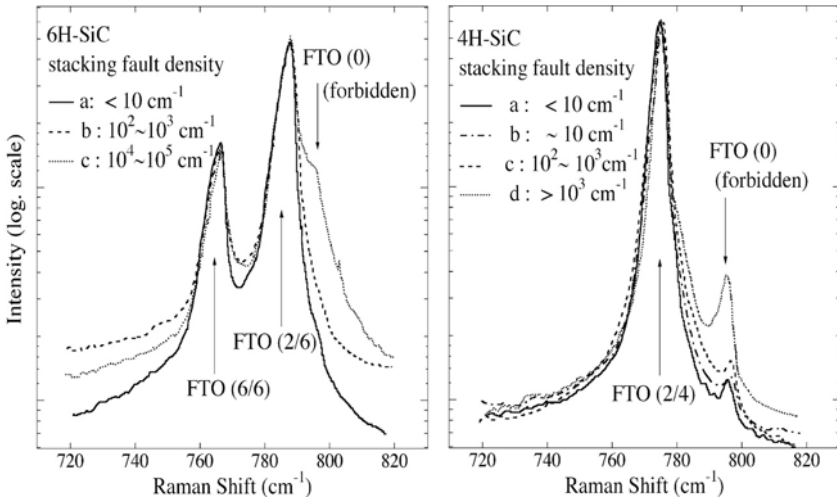 6H-SiC
stacking fault density
a: < 10 cm⁻¹
b : 10²~10³ cm⁻¹
c : 10⁴~10⁵ cm⁻¹
FTO (0)
(forbidden)
FTO (2/6)
FTO (6/6)
Intensity (log. scale)
720
740
760
780
800
820
Raman Shift (cm⁻¹)
4H-SiC
stacking fault density
a : < 10 cm⁻¹
b : ~ 10 cm⁻¹
c : 10²~ 10³ cm⁻¹
d : > 10³ cm⁻¹
FTO (0)
(forbidden)
FTO (2/4)
720
740
760
780
800
820
Raman Shift (cm⁻¹)